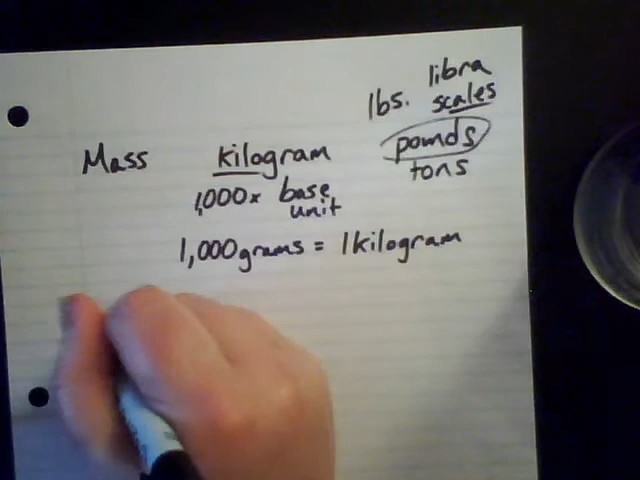 libra
lbs. scales
Mass kilogram pounds
tons
1,000x base
unit
1,000grams = 1kilogram